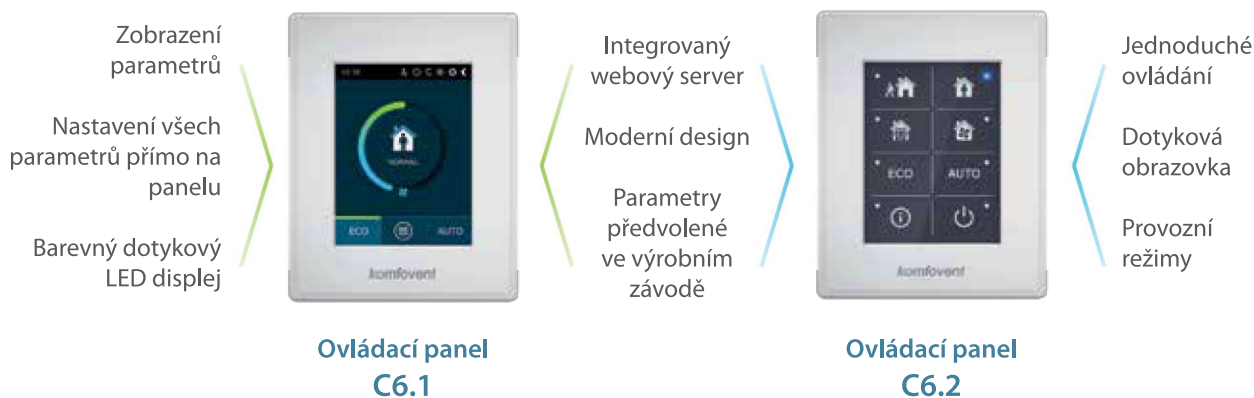 Zobrazení
parametrů
Nastavení všech
parametrů přímo na
panelu
Barevný dotykový
LED displej
NORMAL
ECO
AUTO
komfovent
Ovládací panel
C6.1
Integrovaný
webový server
Moderní design
Parametry
předvolené
ve výrobním
závodě
ECO
AUTO
komfovent
Ovládací panel
C6.2
Jednoduché
ovládání
Dotyková
obrazovka
Provozní
režimy